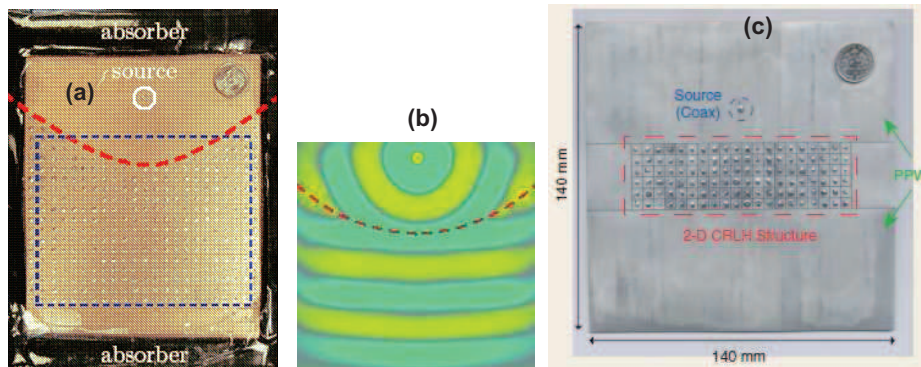 absorber
source
(a)
absorber
(b)
(c)
Source
(Coax)
140 mm
PPW
2-D CRLH Structure
140 mm